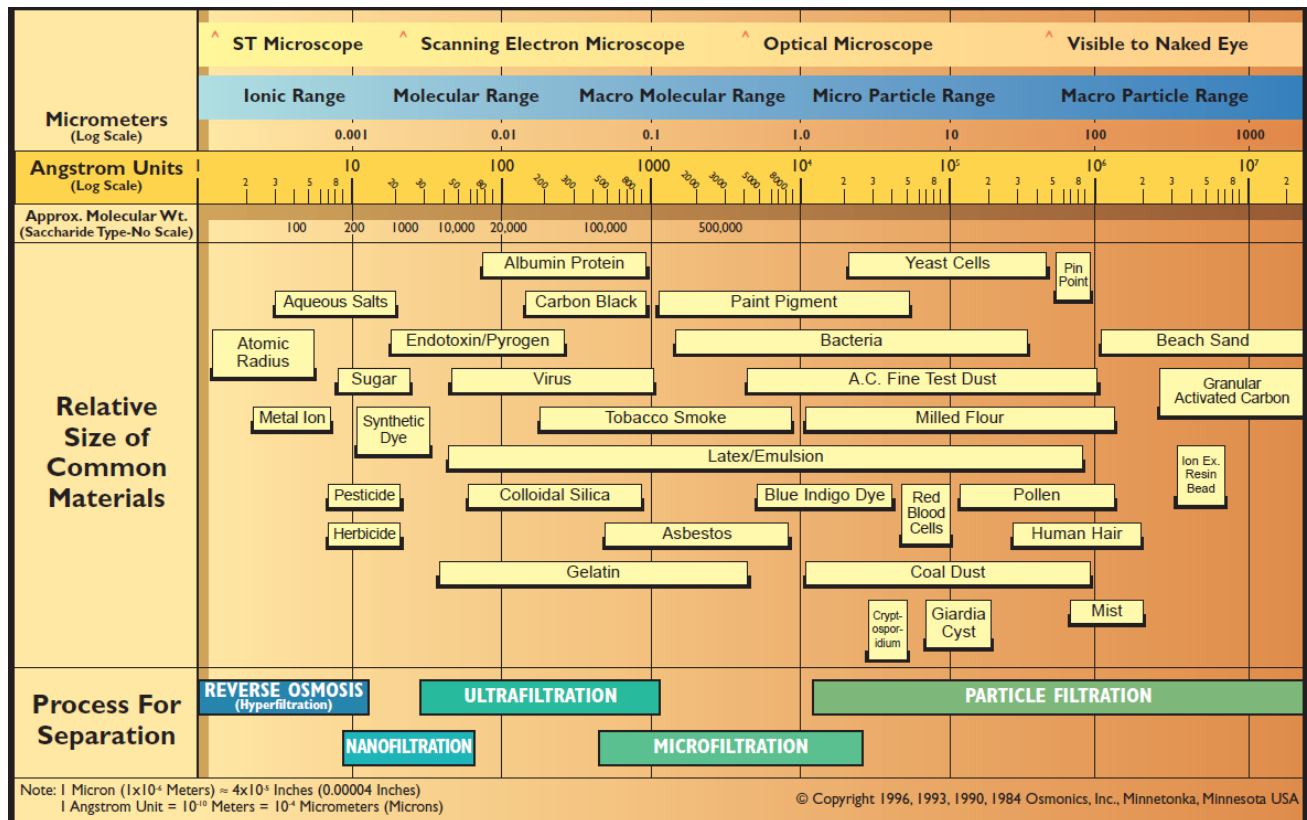 ^ ST Microscope ^ Scanning Electron Microscope ^ Optical Microscope ^ Visible to Naked Eye
Ionic Range Molecular Range Macro Molecular Range Micro Particle Range Macro Particle Range
Micrometers
(Log Scale)
0.001 0.01 0.1 1.0 10 100 1000
Angstrom Units
(Log Scale)
1 10 100 1000 10⁴ 10⁵ 10⁶ 10⁷
2 3 5 8 20 30 50 80 200 300 500 800 2000 3000 5000 8000 2 3 5 8 2 3 5 8 2 3 5 8 2
Approx. Molecular Wt.
(Saccharide Type-No Scale)
100 200 1000 10,000 20,000 100,000 500,000
Relative
Size of
Common
Materials
Albumin Protein Yeast Cells
Pin
Point
Aqueous Salts Carbon Black Paint Pigment
Atomic
Radius
Endotoxin/Pyrogen Bacteria Beach Sand
Sugar Virus A.C. Fine Test Dust
Granular
Activated Carbon
Metal Ion
Synthetic
Dye
Tobacco Smoke Milled Flour
Latex/Emulsion
Ion Ex.
Resin
Bead
Pesticide Colloidal Silica Blue Indigo Dye
Red
Blood
Cells
Pollen
Herbicide Asbestos Human Hair
Gelatin Coal Dust
Crypt-
ospor-
idium
Giardia
Cyst
Mist
Process For
Separation
REVERSE OSMOSIS
(Hyperfiltration)
ULTRAFILTRATION PARTICLE FILTRATION
NANOFILTRATION MICROFILTRATION
Note: 1 Micron (1x10⁻⁶ Meters) ≈ 4x10⁻⁵ Inches (0.00004 Inches)
1 Angstrom Unit = 10⁻¹⁰ Meters = 10⁻⁴ Micrometers (Microns)
© Copyright 1996, 1993, 1990, 1984 Osmonics, Inc., Minnetonka, Minnesota USA